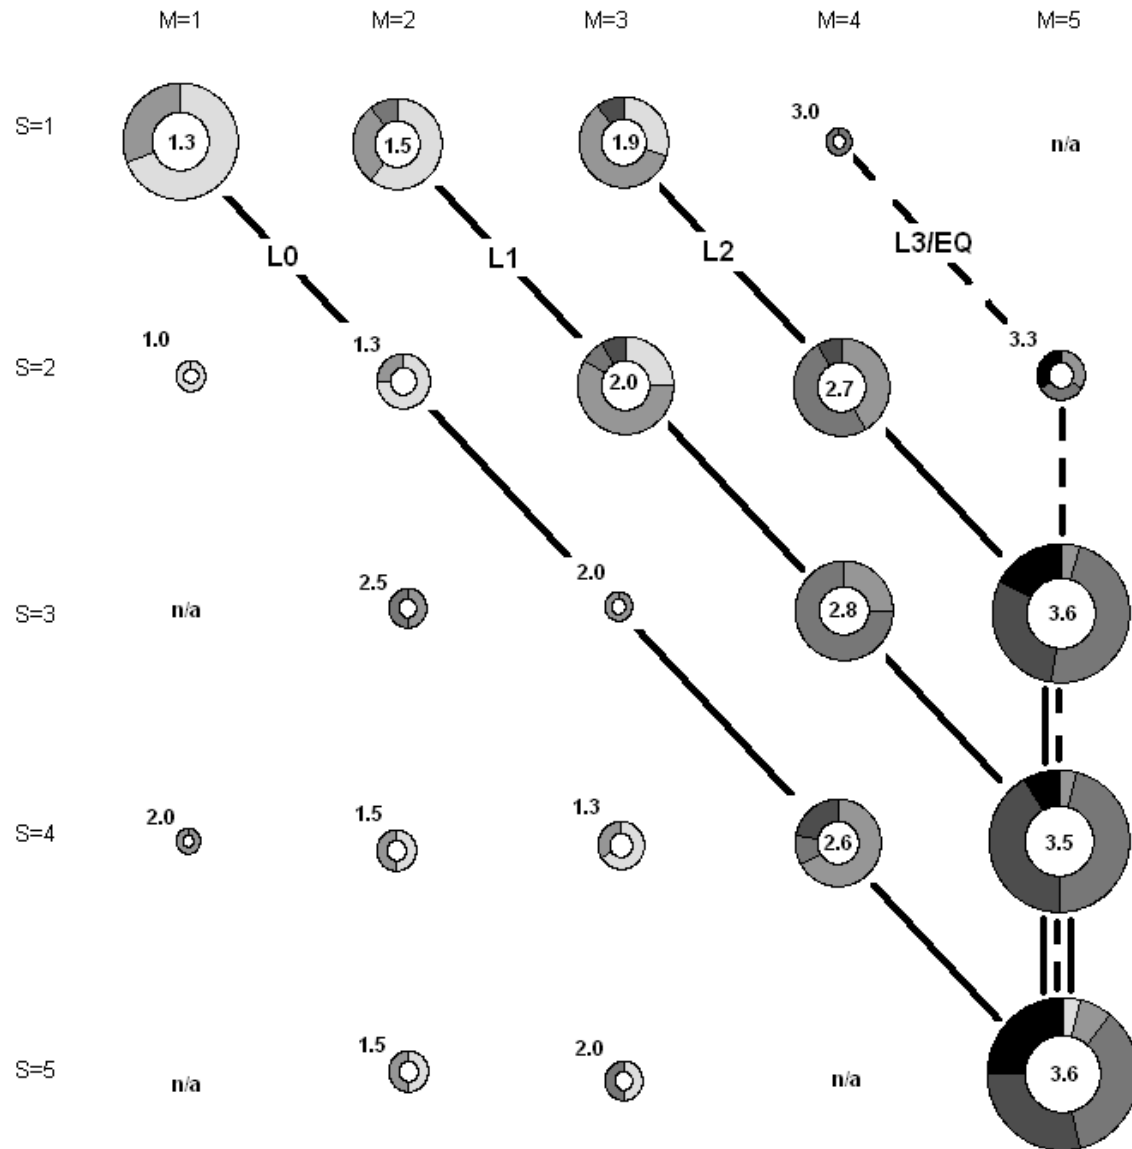 M=1 M=2 M=3 M=4 M=5
S=1 1.3 1.5 1.9 3.0 n/a
L0 L1 L2 L3/EQ
S=2 1.0 1.3 2.0 2.7 3.3
S=3 n/a 2.5 2.0 2.8 3.6
S=4 2.0 1.5 1.3 2.6 3.5
S=5 n/a 1.5 2.0 n/a 3.6